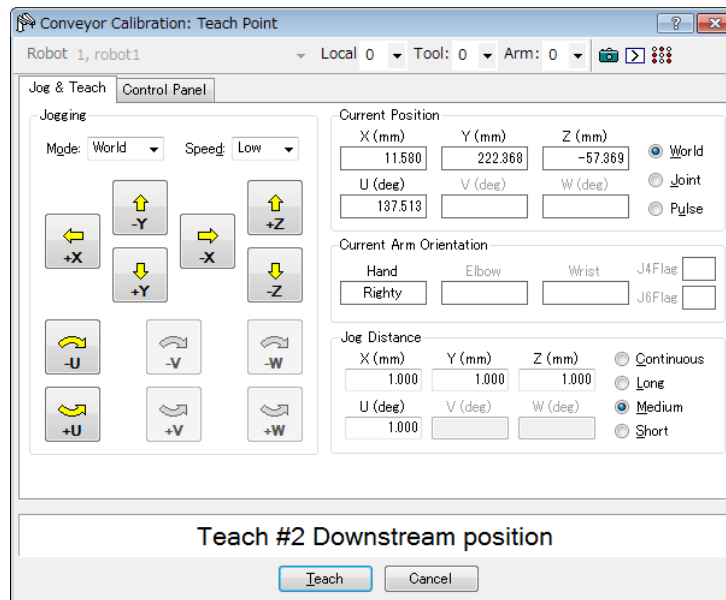 Conveyor Calibration: Teach Point
Robot 1, robot1 Local 0 Tool: 0 Arm: 0
Jog & Teach Control Panel
Jogging
Mode: World Speed: Low
-Y +Z
+X -X
+Y -Z
-U -V -W
+U +V +W
Current Position
X (mm) Y (mm) Z (mm)
11.580 222.368 -57.369
U (deg) V (deg) W (deg)
137.513
World
Joint
Pulse
Current Arm Orientation
Hand Elbow Wrist J4Flag
Righty J6Flag
Jog Distance
X (mm) Y (mm) Z (mm)
1.000 1.000 1.000
U (deg) V (deg) W (deg)
1.000
Continuous
Long
Medium
Short
Teach #2 Downstream position
Teach Cancel